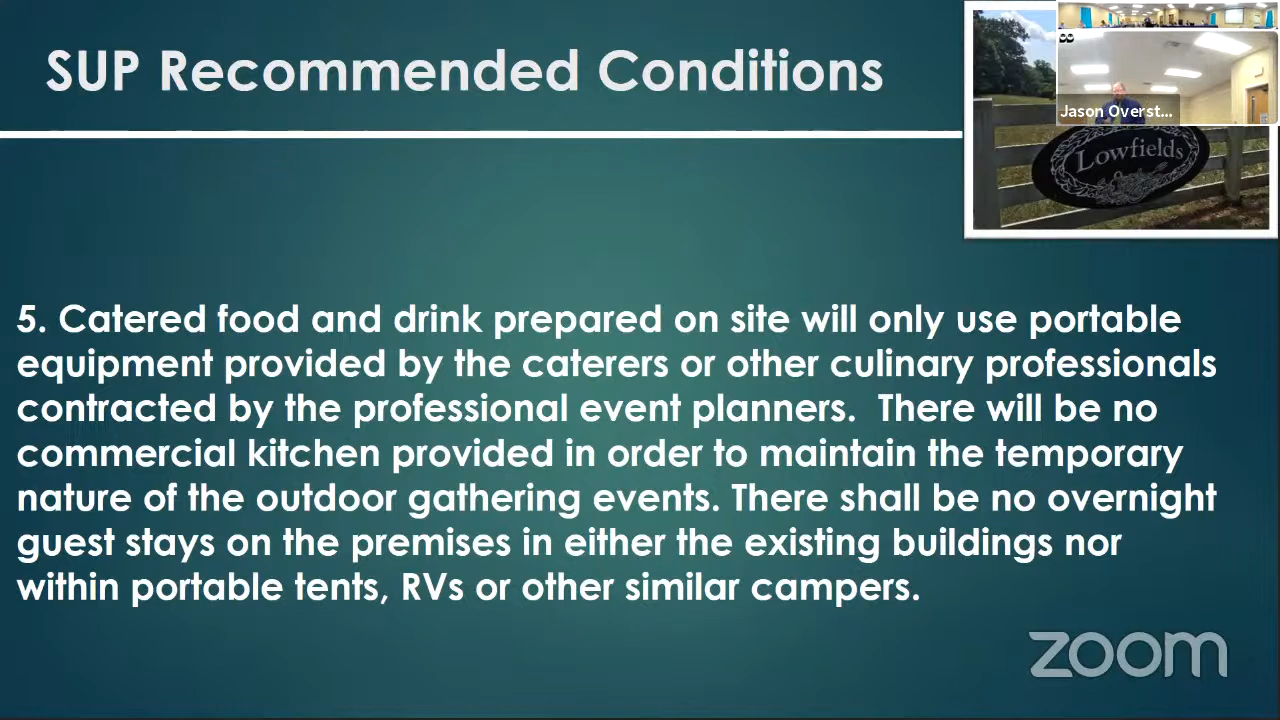 SUP Recommended Conditions
Jason Overst...
Lowfields
5. Catered food and drink prepared on site will only use portable
equipment provided by the caterers or other culinary professionals
contracted by the professional event planners.  There will be no
commercial kitchen provided in order to maintain the temporary
nature of the outdoor gathering events. There shall be no overnight
guest stays on the premises in either the existing buildings nor
within portable tents, RVs or other similar campers.
zoom